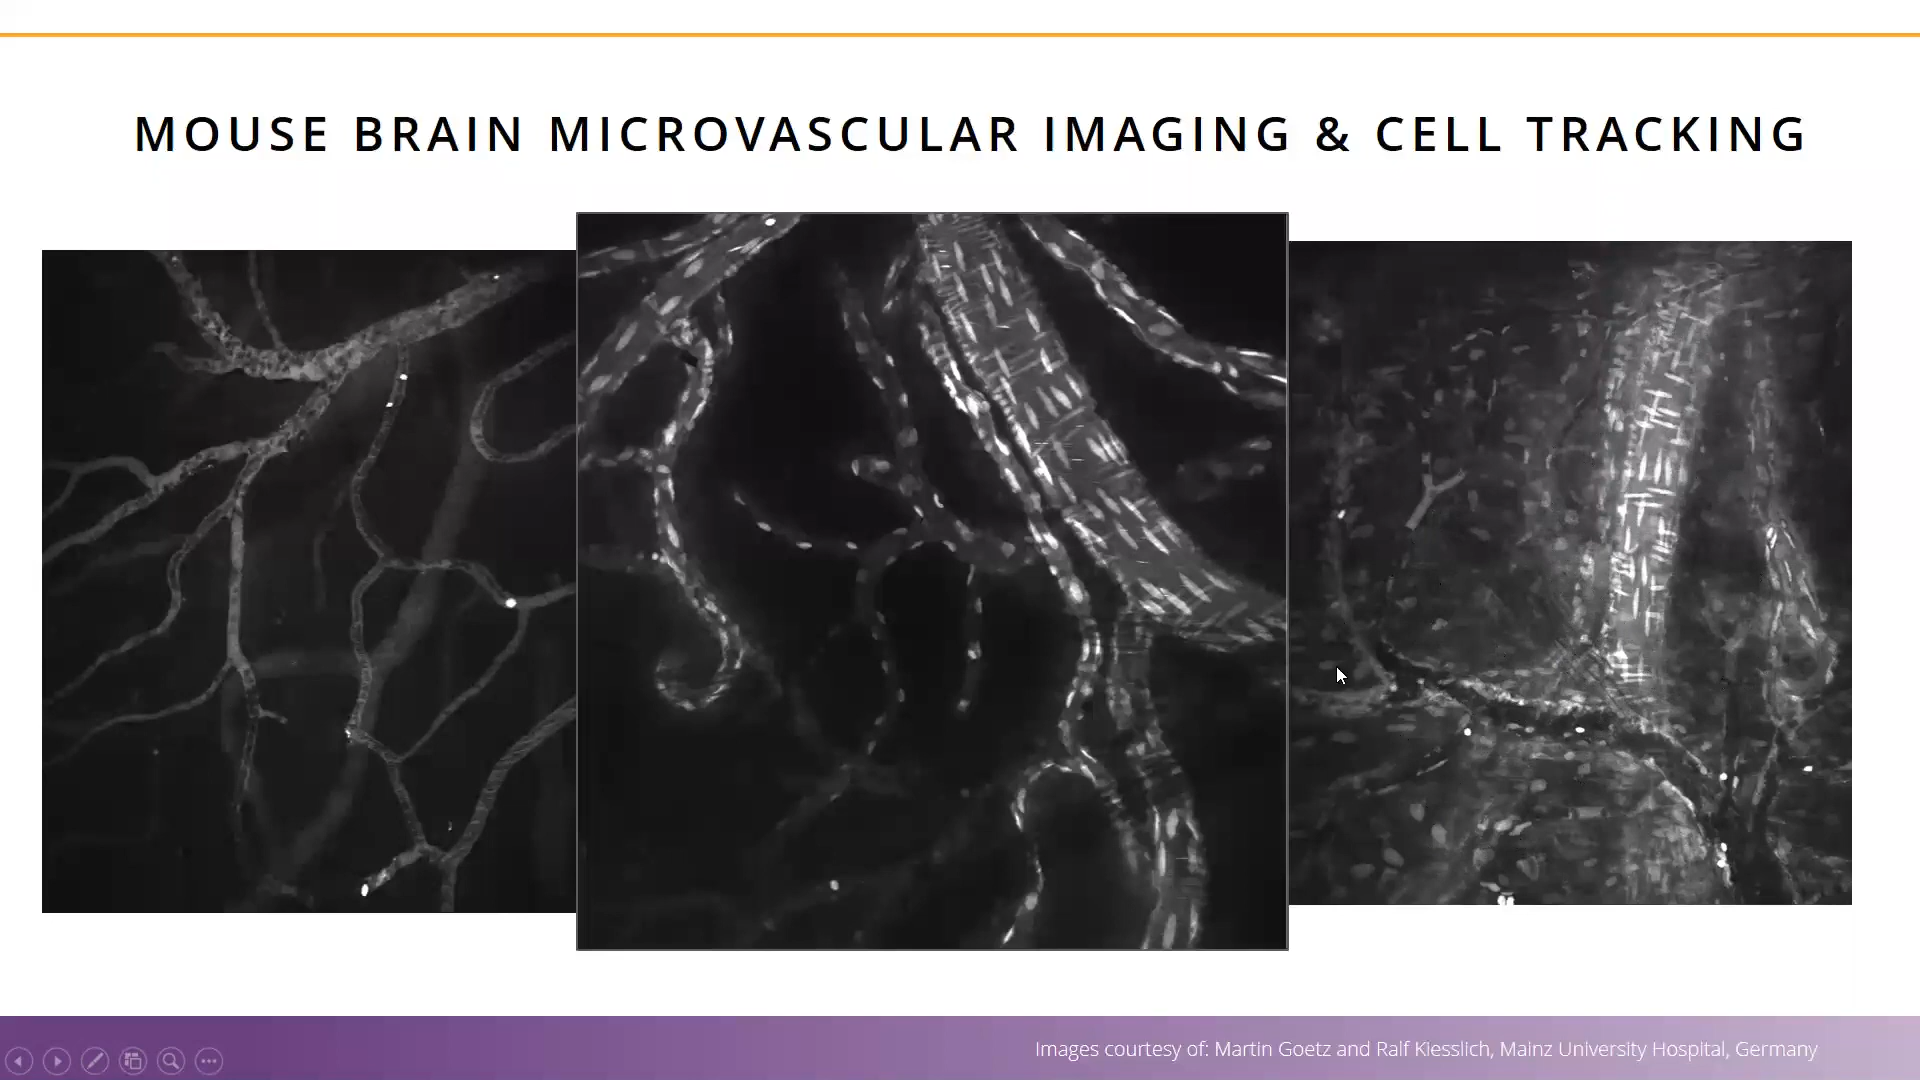 MOUSE BRAIN MICROVASCULAR IMAGING & CELL TRACKING
Images courtesy of: Martin Goetz and Ralf Kiesslich, Mainz University Hospital, Germany